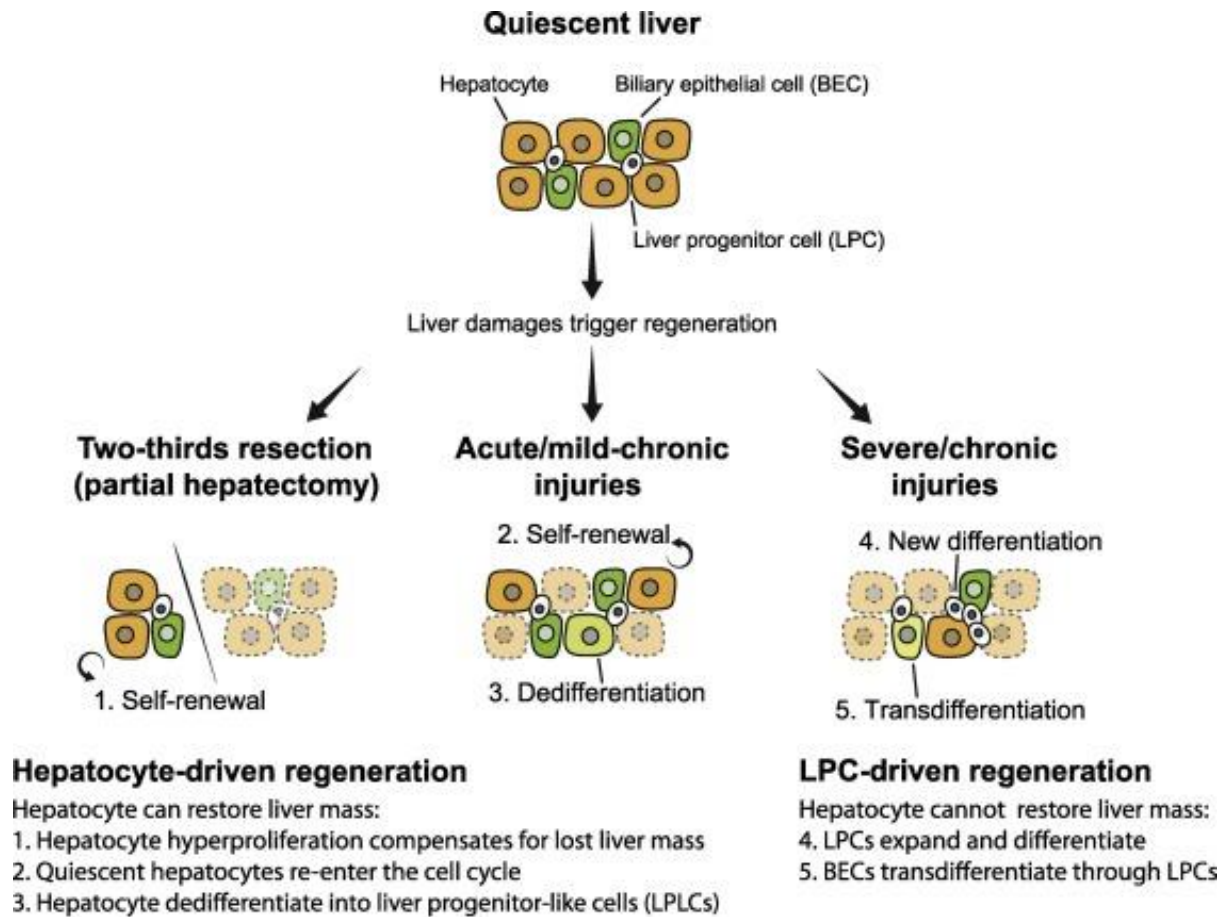 Quiescent liver
Hepatocyte
Biliary epithelial cell (BEC)
Liver progenitor cell (LPC)
Liver damages trigger regeneration
Two-thirds resection
(partial hepatectomy)
1. Self-renewal
Acute/mild-chronic
injuries
2. Self-renewal
3. Dedifferentiation
Severe/chronic
injuries
4. New differentiation
5. Transdifferentiation
Hepatocyte-driven regeneration
Hepatocyte can restore liver mass:
1. Hepatocyte hyperproliferation compensates for lost liver mass
2. Quiescent hepatocytes re-enter the cell cycle
3. Hepatocyte dedifferentiate into liver progenitor-like cells (LPLCs)
LPC-driven regeneration
Hepatocyte cannot restore liver mass:
4. LPCs expand and differentiate
5. BECs transdifferentiate through LPCs